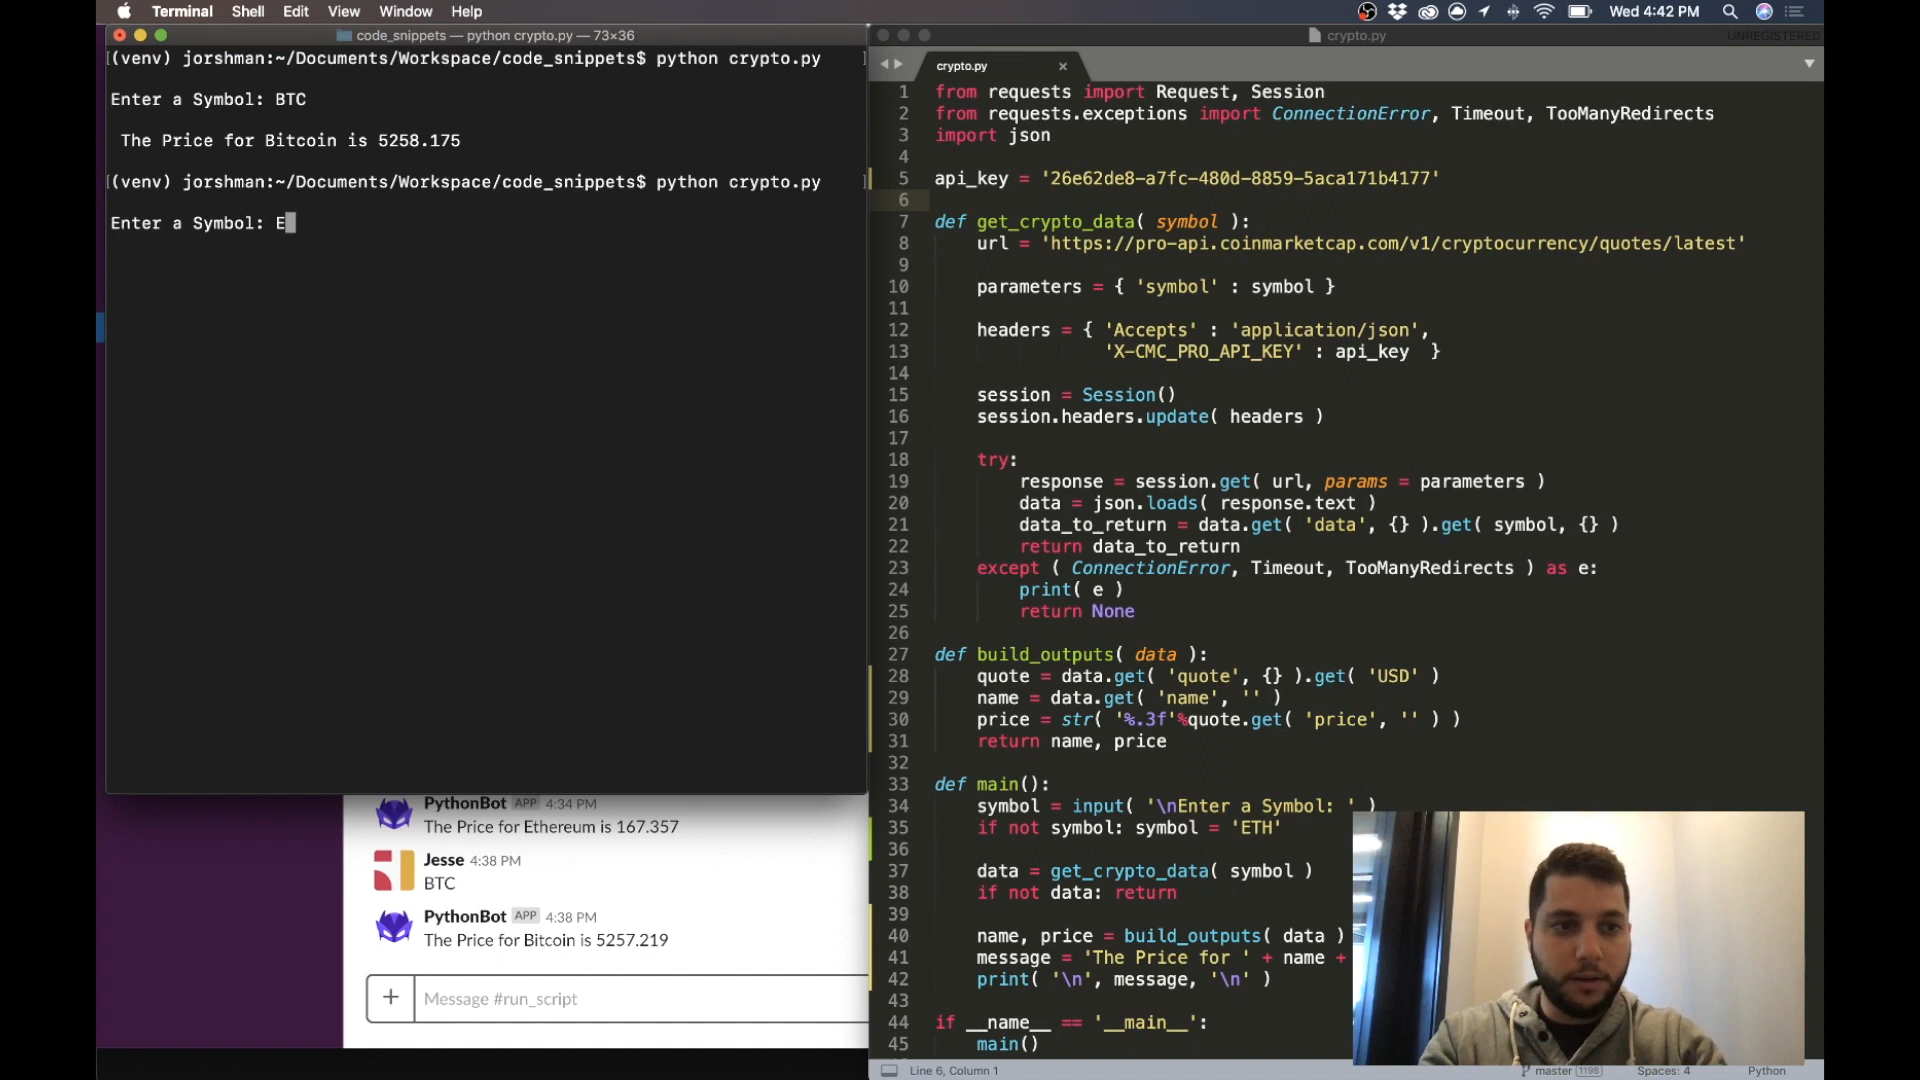 Terminal Shell Edit View Window Help
Wed 4:42 PM
code_snippets — python crypto.py — 73×36
(venv) jorshman:~/Documents/Workspace/code_snippets$ python crypto.py
Enter a Symbol: BTC
The Price for Bitcoin is 5258.175
(venv) jorshman:~/Documents/Workspace/code_snippets$ python crypto.py
Enter a Symbol: E
PythonBot APP 4:34 PM
The Price for Ethereum is 167.357
Jesse 4:38 PM
BTC
PythonBot APP 4:38 PM
The Price for Bitcoin is 5257.219
+ Message #run_script
crypto.py
UNREGISTERED
crypto.py ×
1 from requests import Request, Session
2 from requests.exceptions import ConnectionError, Timeout, TooManyRedirects
3 import json
4
5 api_key = '26e62de8-a7fc-480d-8859-5aca171b4177'
6
7 def get_crypto_data( symbol ):
8 url = 'https://pro-api.coinmarketcap.com/v1/cryptocurrency/quotes/latest'
9
10 parameters = { 'symbol' : symbol }
11
12 headers = { 'Accepts' : 'application/json',
13 'X-CMC_PRO_API_KEY' : api_key }
14
15 session = Session()
16 session.headers.update( headers )
17
18 try:
19 response = session.get( url, params = parameters )
20 data = json.loads( response.text )
21 data_to_return = data.get( 'data', {} ).get( symbol, {} )
22 return data_to_return
23 except ( ConnectionError, Timeout, TooManyRedirects ) as e:
24 print( e )
25 return None
26
27 def build_outputs( data ):
28 quote = data.get( 'quote', {} ).get( 'USD' )
29 name = data.get( 'name', '' )
30 price = str( '%.3f'%quote.get( 'price', '' ) )
31 return name, price
32
33 def main():
34 symbol = input( '\nEnter a Symbol: ' )
35 if not symbol: symbol = 'ETH'
36
37 data = get_crypto_data( symbol )
38 if not data: return
39
40 name, price = build_outputs( data )
41 message = 'The Price for ' + name +
42 print( '\n', message, '\n' )
43
44 if __name__ == '__main__':
45 main()
Line 6, Column 1
master 1198
Spaces: 4
Python